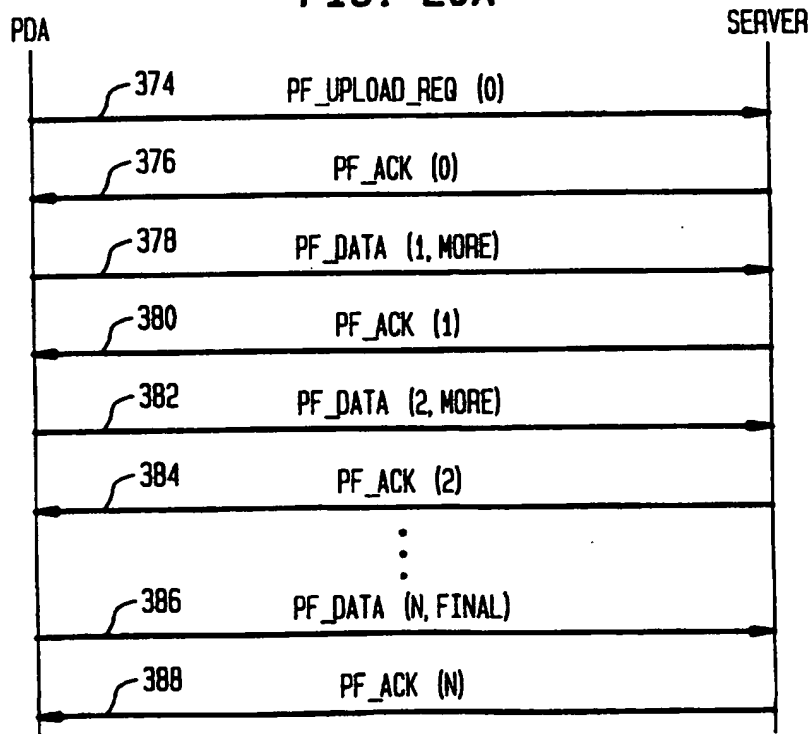 PDA
SERVER
374 PF_UPLOAD_REQ (0)
376 PF_ACK (0)
378 PF_DATA (1, MORE)
380 PF_ACK (1)
382 PF_DATA (2, MORE)
384 PF_ACK (2)
386 PF_DATA (N, FINAL)
388 PF_ACK (N)